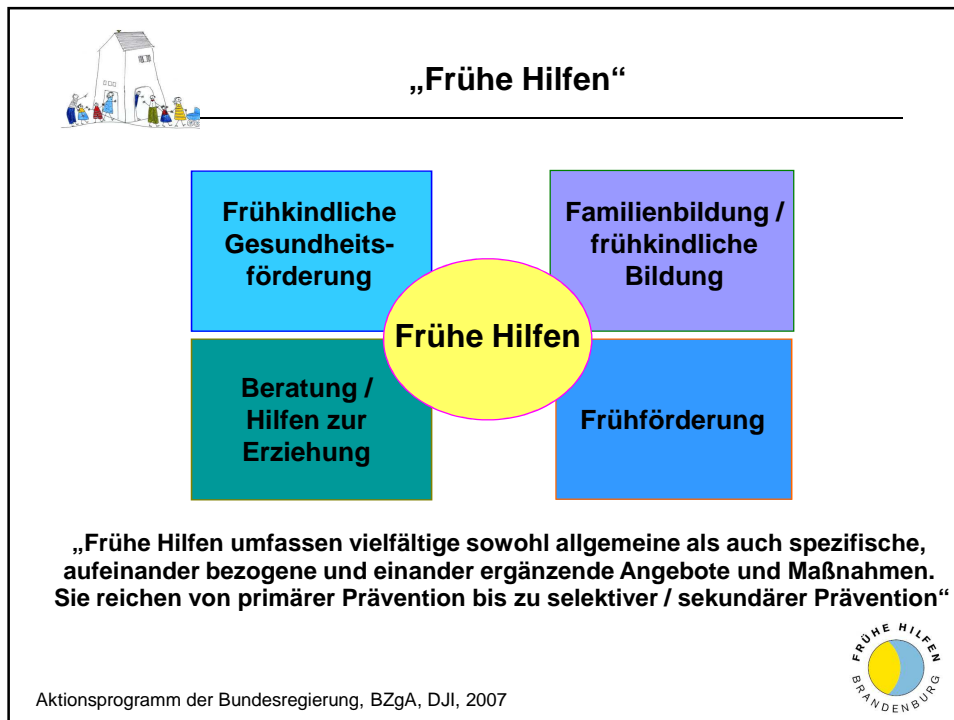 „Frühe Hilfen“
Frühkindliche
Gesundheits-
förderung
Familienbildung /
frühkindliche
Bildung
Frühe Hilfen
Beratung /
Hilfen zur
Erziehung
Frühförderung
„Frühe Hilfen umfassen vielfältige sowohl allgemeine als auch spezifische,
aufeinander bezogene und einander ergänzende Angebote und Maßnahmen.
Sie reichen von primärer Prävention bis zu selektiver / sekundärer Prävention“
FRÜHE HILFEN
BRANDENBURG
Aktionsprogramm der Bundesregierung, BZgA, DJI, 2007